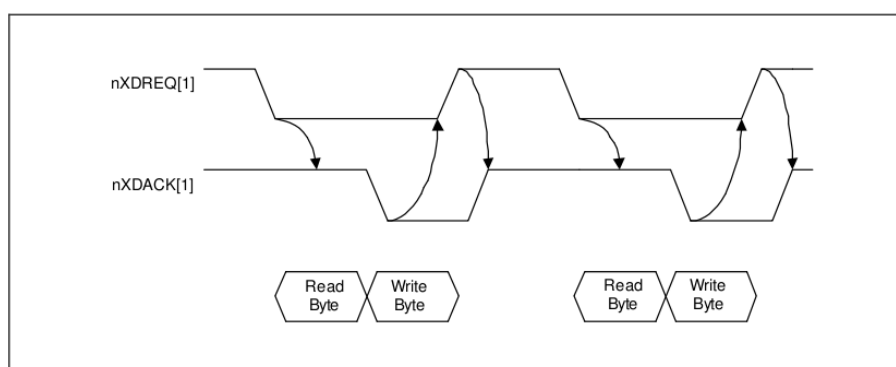 nXDREQ[1]
nXDACK[1]
Read
Byte
Write
Byte
Read
Byte
Write
Byte